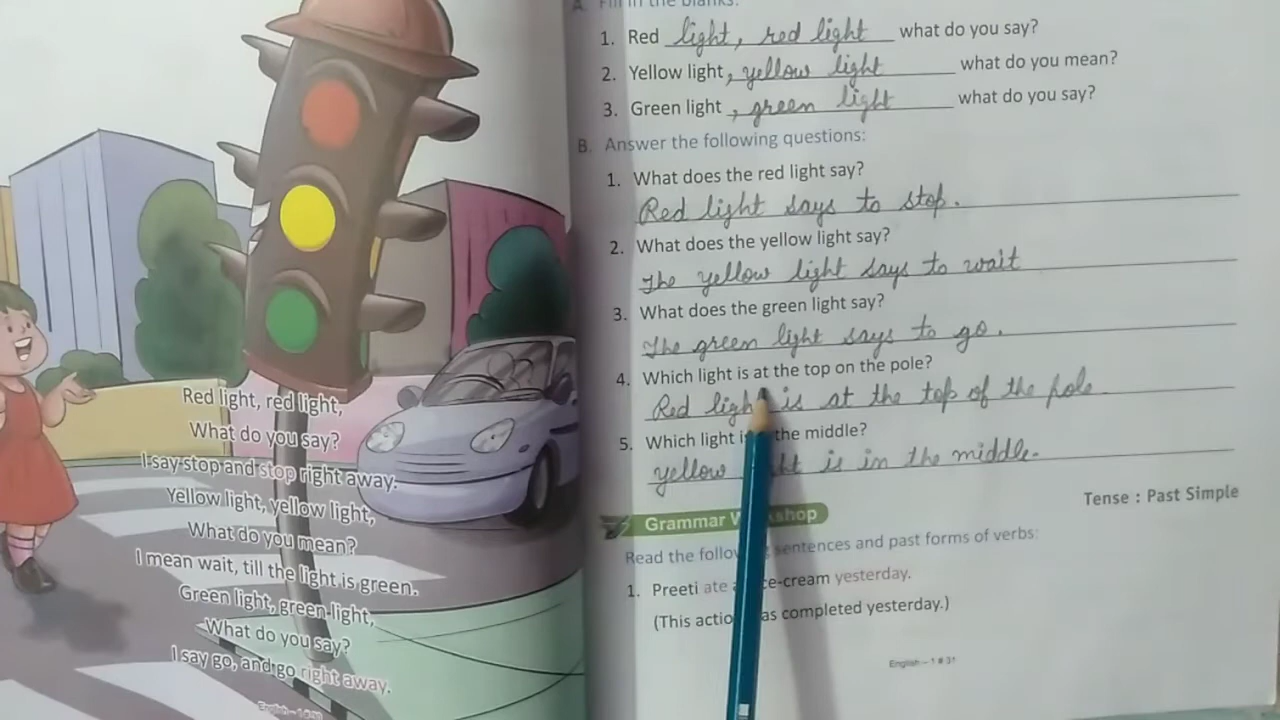 Red light, red light,
What do you say?
I say stop and stop right away.
Yellow light, yellow light,
What do you mean?
I mean wait, till the light is green.
Green light, green light,
What do you say?
I say go, and go right away.
A. Fill in the blanks:
1. Red light, red light what do you say?
2. Yellow light, yellow light what do you mean?
3. Green light, green light what do you say?
B. Answer the following questions:
1. What does the red light say?
Red light says to stop.
2. What does the yellow light say?
The yellow light says to wait
3. What does the green light say?
The green light says to go.
4. Which light is at the top on the pole?
Red light is at the top of the pole
5. Which light the middle?
yellow is in the middle.
Tense : Past Simple
Grammar
Read the sentences and past forms of verbs:
1. Preeti ate yesterday.
(This completed yesterday.)
English – 1 # 31